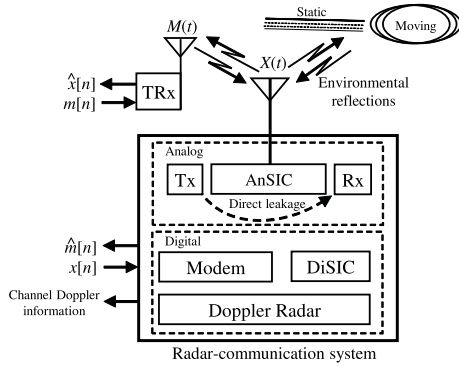 Static
Moving
M(t)
X(t)
Environmental
reflections
x̂[n]
m[n]
TRx
Analog
Tx
AnSIC
Rx
Direct leakage
Digital
m̂[n]
x[n]
Modem
DiSIC
Channel Doppler
information
Doppler Radar
Radar-communication system